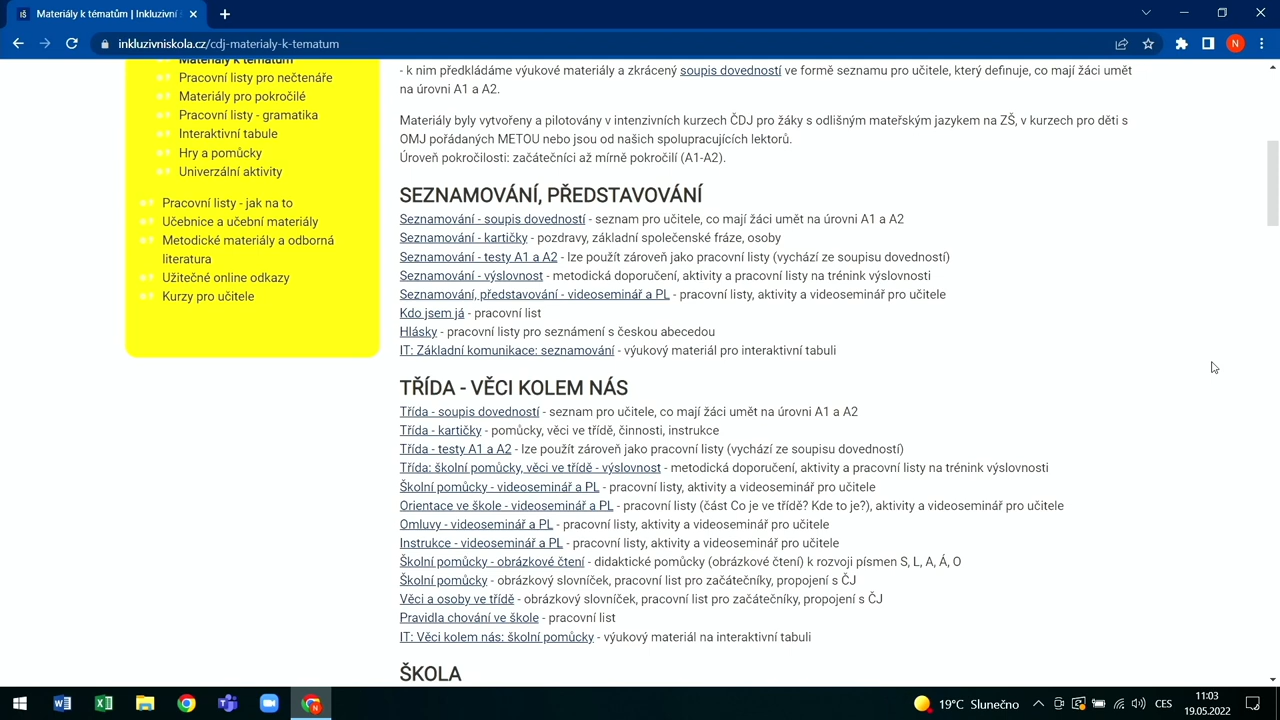 Materiály k tématům | Inkluzivní
inkluzivniskola.cz/cdj-materialy-k-tematum
Materiály k tématům
Pracovní listy pro nečtenáře
Materiály pro pokročilé
Pracovní listy - gramatika
Interaktivní tabule
Hry a pomůcky
Univerzální aktivity
Pracovní listy - jak na to
Učebnice a učební materiály
Metodické materiály a odborná
literatura
Užitečné online odkazy
Kurzy pro učitele
- k nim předkládáme výukové materiály a zkrácený soupis dovedností ve formě seznamu pro učitele, který definuje, co mají žáci umět
na úrovni A1 a A2.
Materiály byly vytvořeny a pilotovány v intenzivních kurzech ČDJ pro žáky s odlišným mateřským jazykem na ZŠ, v kurzech pro děti s
OMJ pořádaných METOU nebo jsou od našich spolupracujících lektorů.
Úroveň pokročilosti: začátečníci až mírně pokročilí (A1-A2).
SEZNAMOVÁNÍ, PŘEDSTAVOVÁNÍ
Seznamování - soupis dovedností - seznam pro učitele, co mají žáci umět na úrovni A1 a A2
Seznamování - kartičky - pozdravy, základní společenské fráze, osoby
Seznamování - testy A1 a A2 - lze použít zároveň jako pracovní listy (vychází ze soupisu dovedností)
Seznamování - výslovnost - metodická doporučení, aktivity a pracovní listy na trénink výslovnosti
Seznamování, představování - videoseminář a PL - pracovní listy, aktivity a videoseminář pro učitele
Kdo jsem já - pracovní list
Hlásky - pracovní listy pro seznámení s českou abecedou
IT: Základní komunikace: seznamování - výukový materiál pro interaktivní tabuli
TŘÍDA - VĚCI KOLEM NÁS
Třída - soupis dovedností - seznam pro učitele, co mají žáci umět na úrovni A1 a A2
Třída - kartičky - pomůcky, věci ve třídě, činnosti, instrukce
Třída - testy A1 a A2 - lze použít zároveň jako pracovní listy (vychází ze soupisu dovedností)
Třída: školní pomůcky, věci ve třídě - výslovnost - metodická doporučení, aktivity a pracovní listy na trénink výslovnosti
Školní pomůcky - videoseminář a PL - pracovní listy, aktivity a videoseminář pro učitele
Orientace ve škole - videoseminář a PL - pracovní listy (část Co je ve třídě? Kde to je?), aktivity a videoseminář pro učitele
Omluvy - videoseminář a PL - pracovní listy, aktivity a videoseminář pro učitele
Instrukce - videoseminář a PL - pracovní listy, aktivity a videoseminář pro učitele
Školní pomůcky - obrázkové čtení - didaktické pomůcky (obrázkové čtení) k rozvoji písmen S, L, A, Á, O
Školní pomůcky - obrázkový slovníček, pracovní list pro začátečníky, propojení s ČJ
Věci a osoby ve třídě - obrázkový slovníček, pracovní list pro začátečníky, propojení s ČJ
Pravidla chování ve škole - pracovní list
IT: Věci kolem nás: školní pomůcky - výukový materiál na interaktivní tabuli
ŠKOLA
19°C Slunečno
CES
11:03
19.05.2022